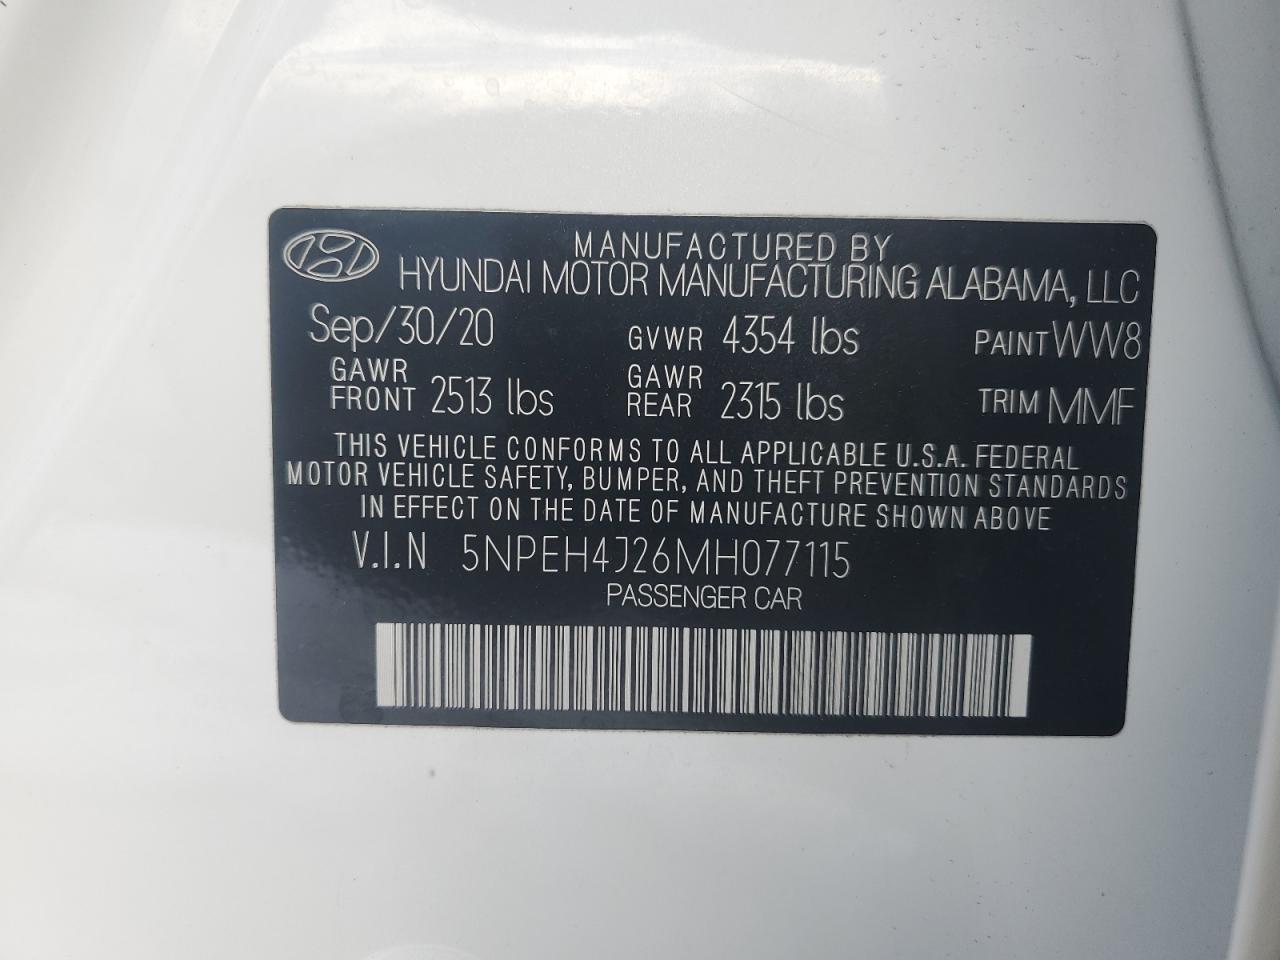 MANUFACTURED BY
HYUNDAI MOTOR MANUFACTURING ALABAMA, LLC
Sep/30/20 GVWR 4354 lbs PAINT WW8
GAWR FRONT 2513 lbs GAWR REAR 2315 lbs TRIM MMF
THIS VEHICLE CONFORMS TO ALL APPLICABLE U.S.A. FEDERAL
MOTOR VEHICLE SAFETY, BUMPER, AND THEFT PREVENTION STANDARDS
IN EFFECT ON THE DATE OF MANUFACTURE SHOWN ABOVE
V.I.N 5NPEH4J26MH077115
PASSENGER CAR